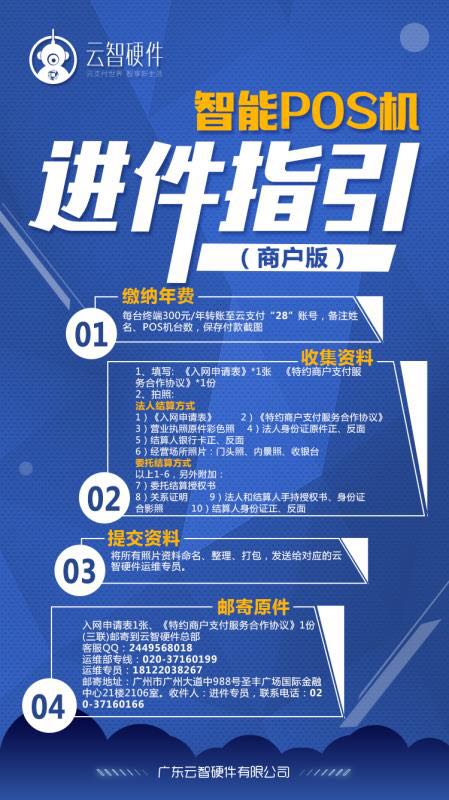 云智硬件
云支付世界 智享新生活
智能POS机
进件指引
（商户版）
缴纳年费
01
每台终端300元/年转账至云支付“28”账号，备注姓
名、POS机台数，保存付款截图
收集资料
02
1、填写：《入网申请表》*1张 《特约商户支付服
务合作协议》*1份
2、拍照:
法人结算方式
1）《入网申请表》 2）《特约商户支付服务合作协议》
3）营业执照原件彩色照 4）法人身份证原件正、反面
5）结算人银行卡正、反面
6）经营场所照片：门头照、内景照、收银台
委托结算方式
以上1-6，另外附加：
7）委托结算授权书
8）关系证明 9）法人和结算人手持授权书、身份证
合影照 10）结算人身份证正、反面
提交资料
03
将所有照片资料命名、整理、打包，发送给对应的云
智硬件运维专员。
邮寄原件
04
入网申请表1张、《特约商户支付服务合作协议》1份
(三联)邮寄到云智硬件总部
客服QQ：2449568018
运维部专线：020-37160199
运维专员：18122038267
邮寄地址：广州市广州大道中988号圣丰广场国际金融
中心21楼2106室。收件人：进件专员，联系电话：02
0-37160166
广东云智硬件有限公司